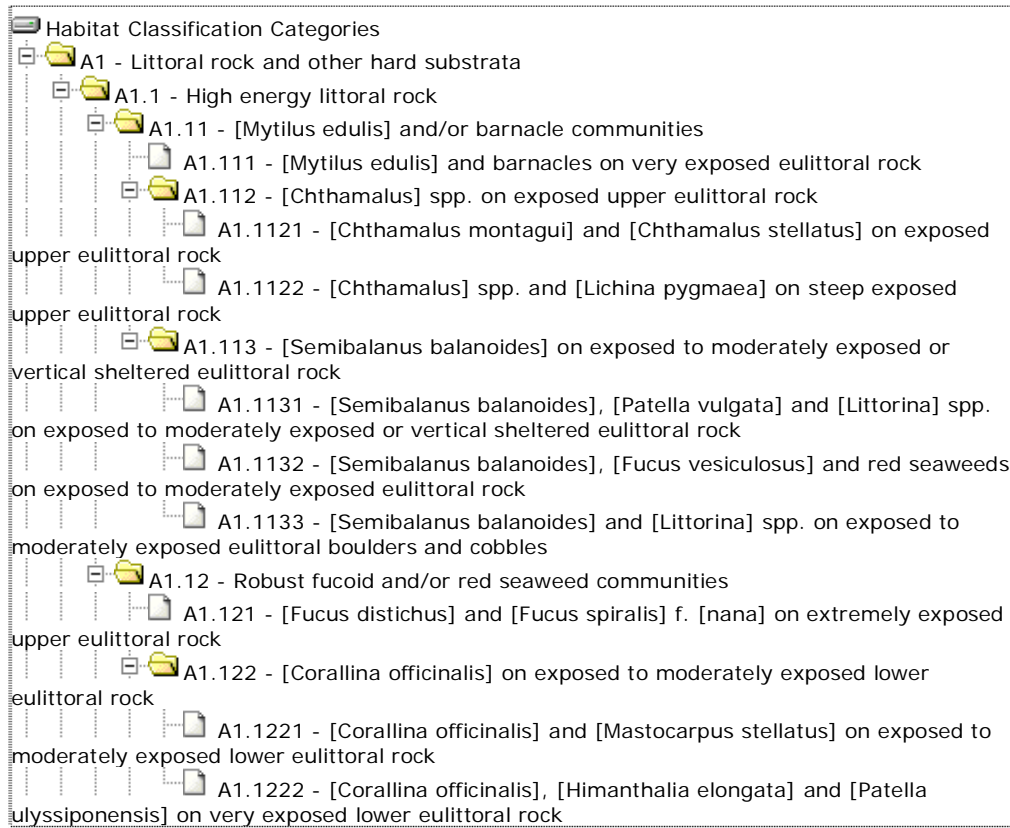 Habitat Classification Categories
A1 - Littoral rock and other hard substrata
A1.1 - High energy littoral rock
A1.11 - [Mytilus edulis] and/or barnacle communities
A1.111 - [Mytilus edulis] and barnacles on very exposed eulittoral rock
A1.112 - [Chthamalus] spp. on exposed upper eulittoral rock
A1.1121 - [Chthamalus montagui] and [Chthamalus stellatus] on exposed
upper eulittoral rock
A1.1122 - [Chthamalus] spp. and [Lichina pygmaea] on steep exposed
upper eulittoral rock
A1.113 - [Semibalanus balanoides] on exposed to moderately exposed or
vertical sheltered eulittoral rock
A1.1131 - [Semibalanus balanoides], [Patella vulgata] and [Littorina] spp.
on exposed to moderately exposed or vertical sheltered eulittoral rock
A1.1132 - [Semibalanus balanoides], [Fucus vesiculosus] and red seaweeds
on exposed to moderately exposed eulittoral rock
A1.1133 - [Semibalanus balanoides] and [Littorina] spp. on exposed to
moderately exposed eulittoral boulders and cobbles
A1.12 - Robust fucoid and/or red seaweed communities
A1.121 - [Fucus distichus] and [Fucus spiralis] f. [nana] on extremely exposed
upper eulittoral rock
A1.122 - [Corallina officinalis] on exposed to moderately exposed lower
eulittoral rock
A1.1221 - [Corallina officinalis] and [Mastocarpus stellatus] on exposed to
moderately exposed lower eulittoral rock
A1.1222 - [Corallina officinalis], [Himanthalia elongata] and [Patella
ulyssiponensis] on very exposed lower eulittoral rock